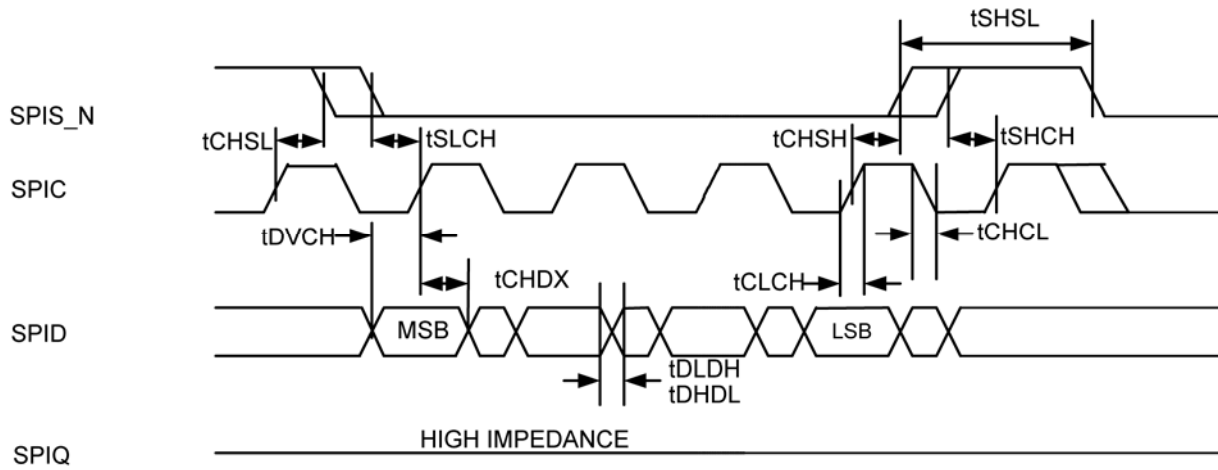 tSHSL
SPIS_N
tCHSL
tSLCH
tCHSH
tSHCH
SPIC
tDVCH
tCHCL
tCHDX
tCLCH
SPID
MSB
LSB
tDLDH
tDHDL
HIGH IMPEDANCE
SPIQ